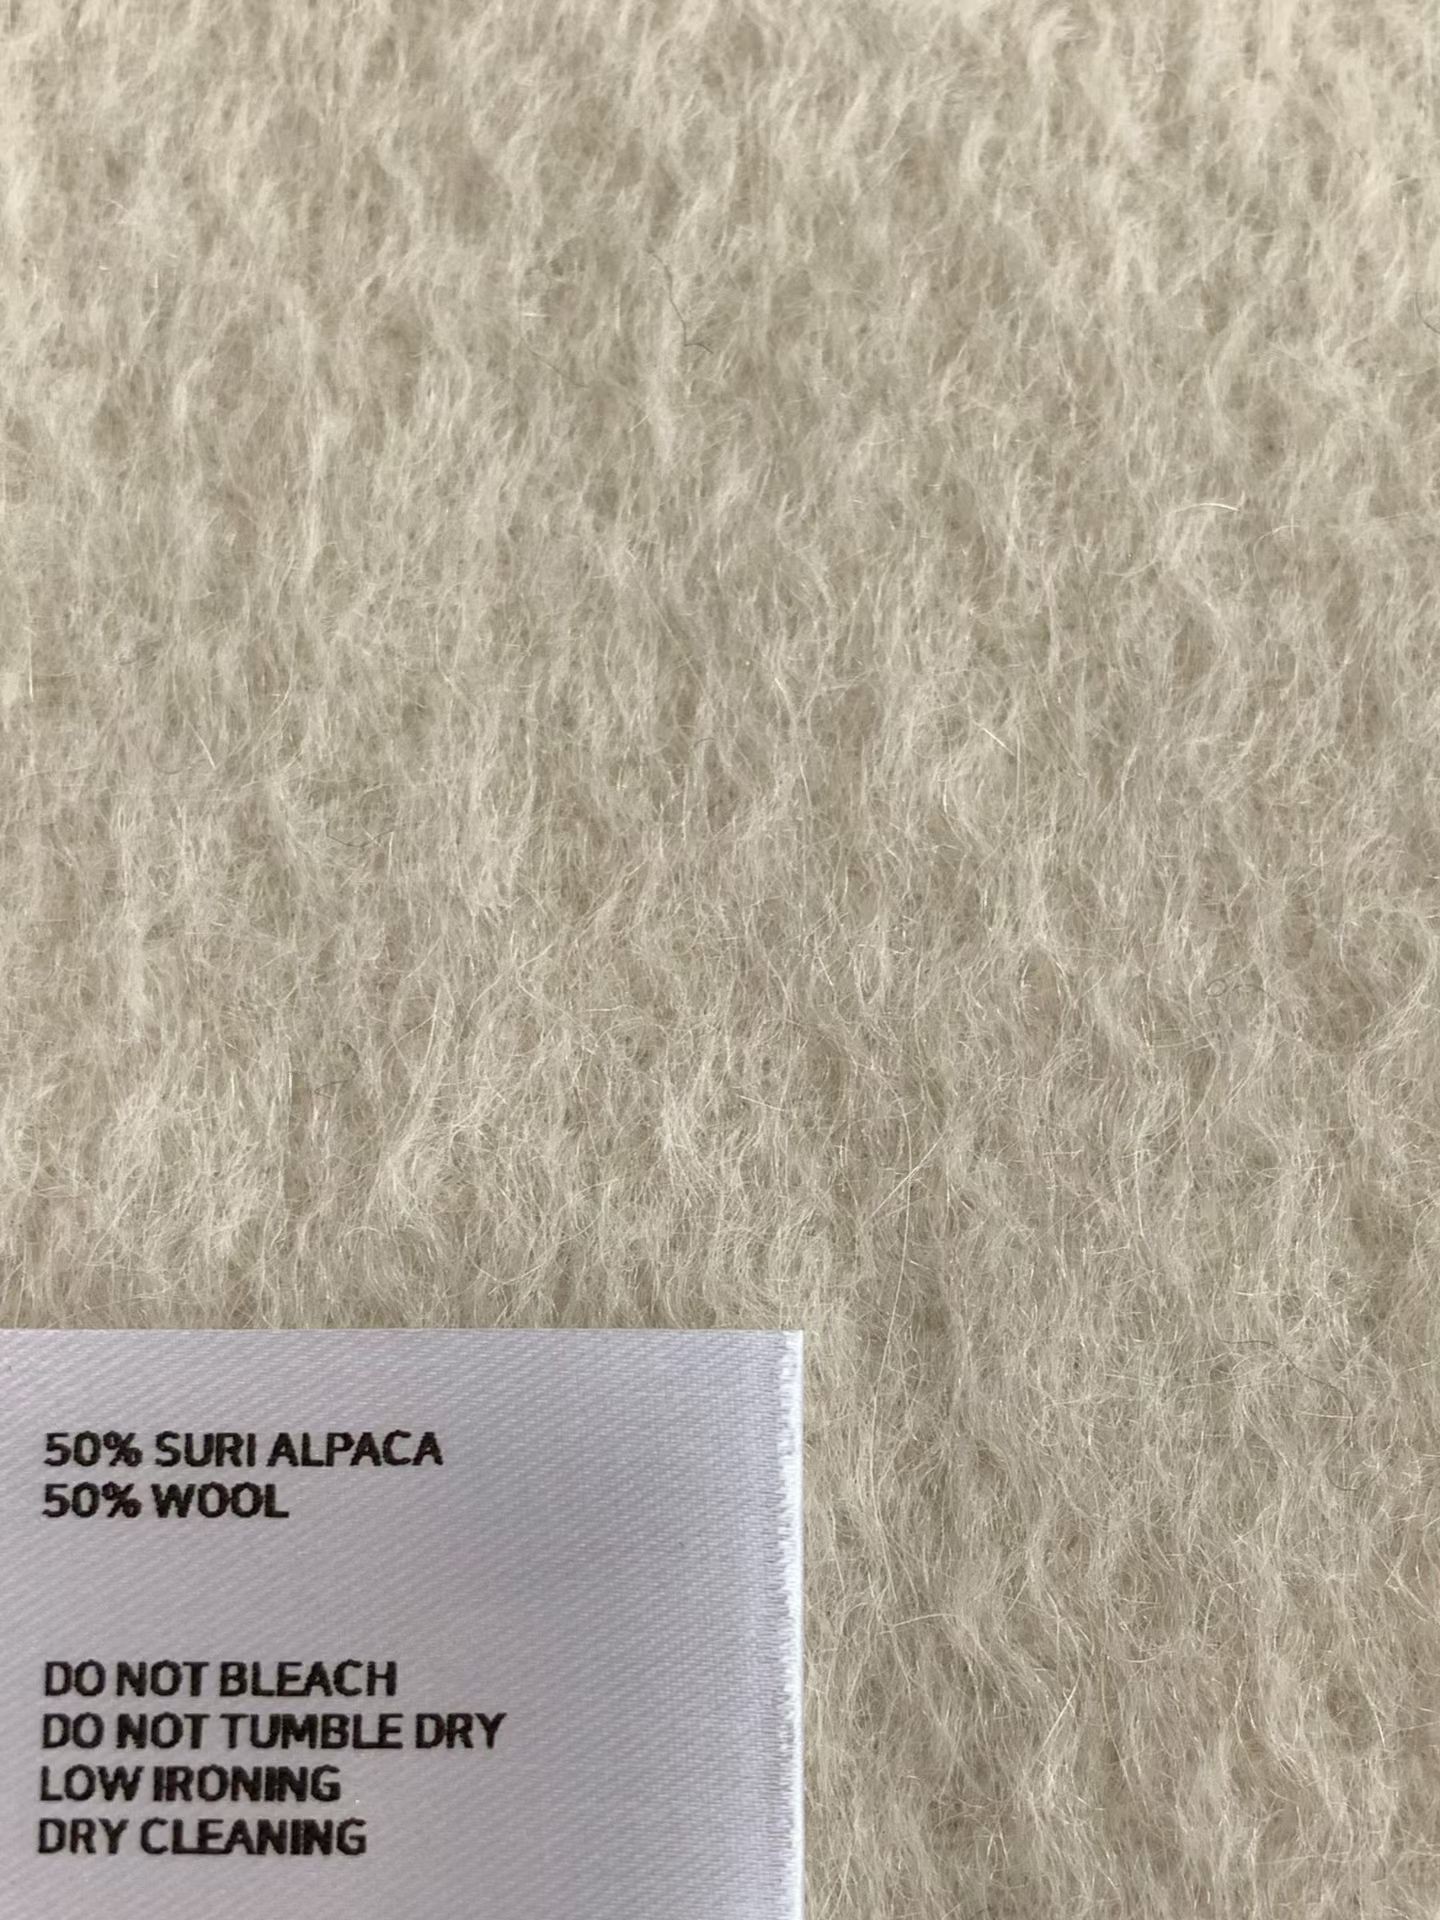 50% SURI ALPACA
50% WOOL
DO NOT BLEACH
DO NOT TUMBLE DRY
LOW IRONING
DRY CLEANING